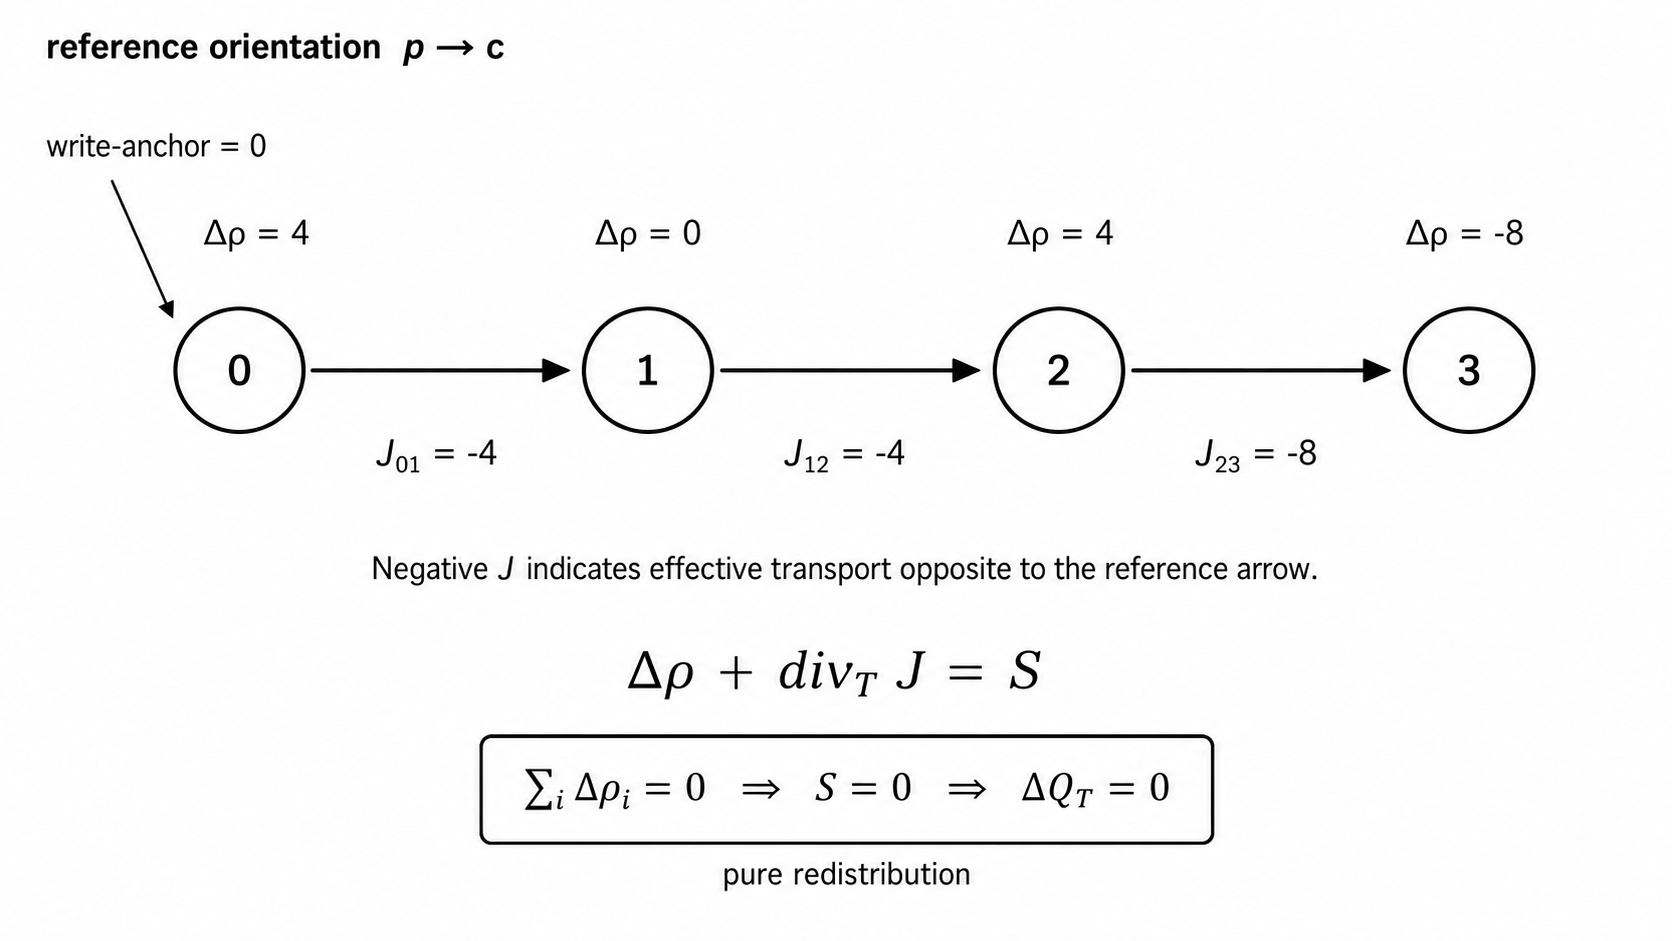 reference orientation p → c
write-anchor = 0
Δρ = 4
Δρ = 0
Δρ = 4
Δρ = -8
0
1
2
3
J₀₁ = -4
J₁₂ = -4
J₂₃ = -8
Negative J indicates effective transport opposite to the reference arrow.
Δρ + div_T J = S
∑ᵢ Δρᵢ = 0 ⇒ S = 0 ⇒ ΔQ_T = 0
pure redistribution